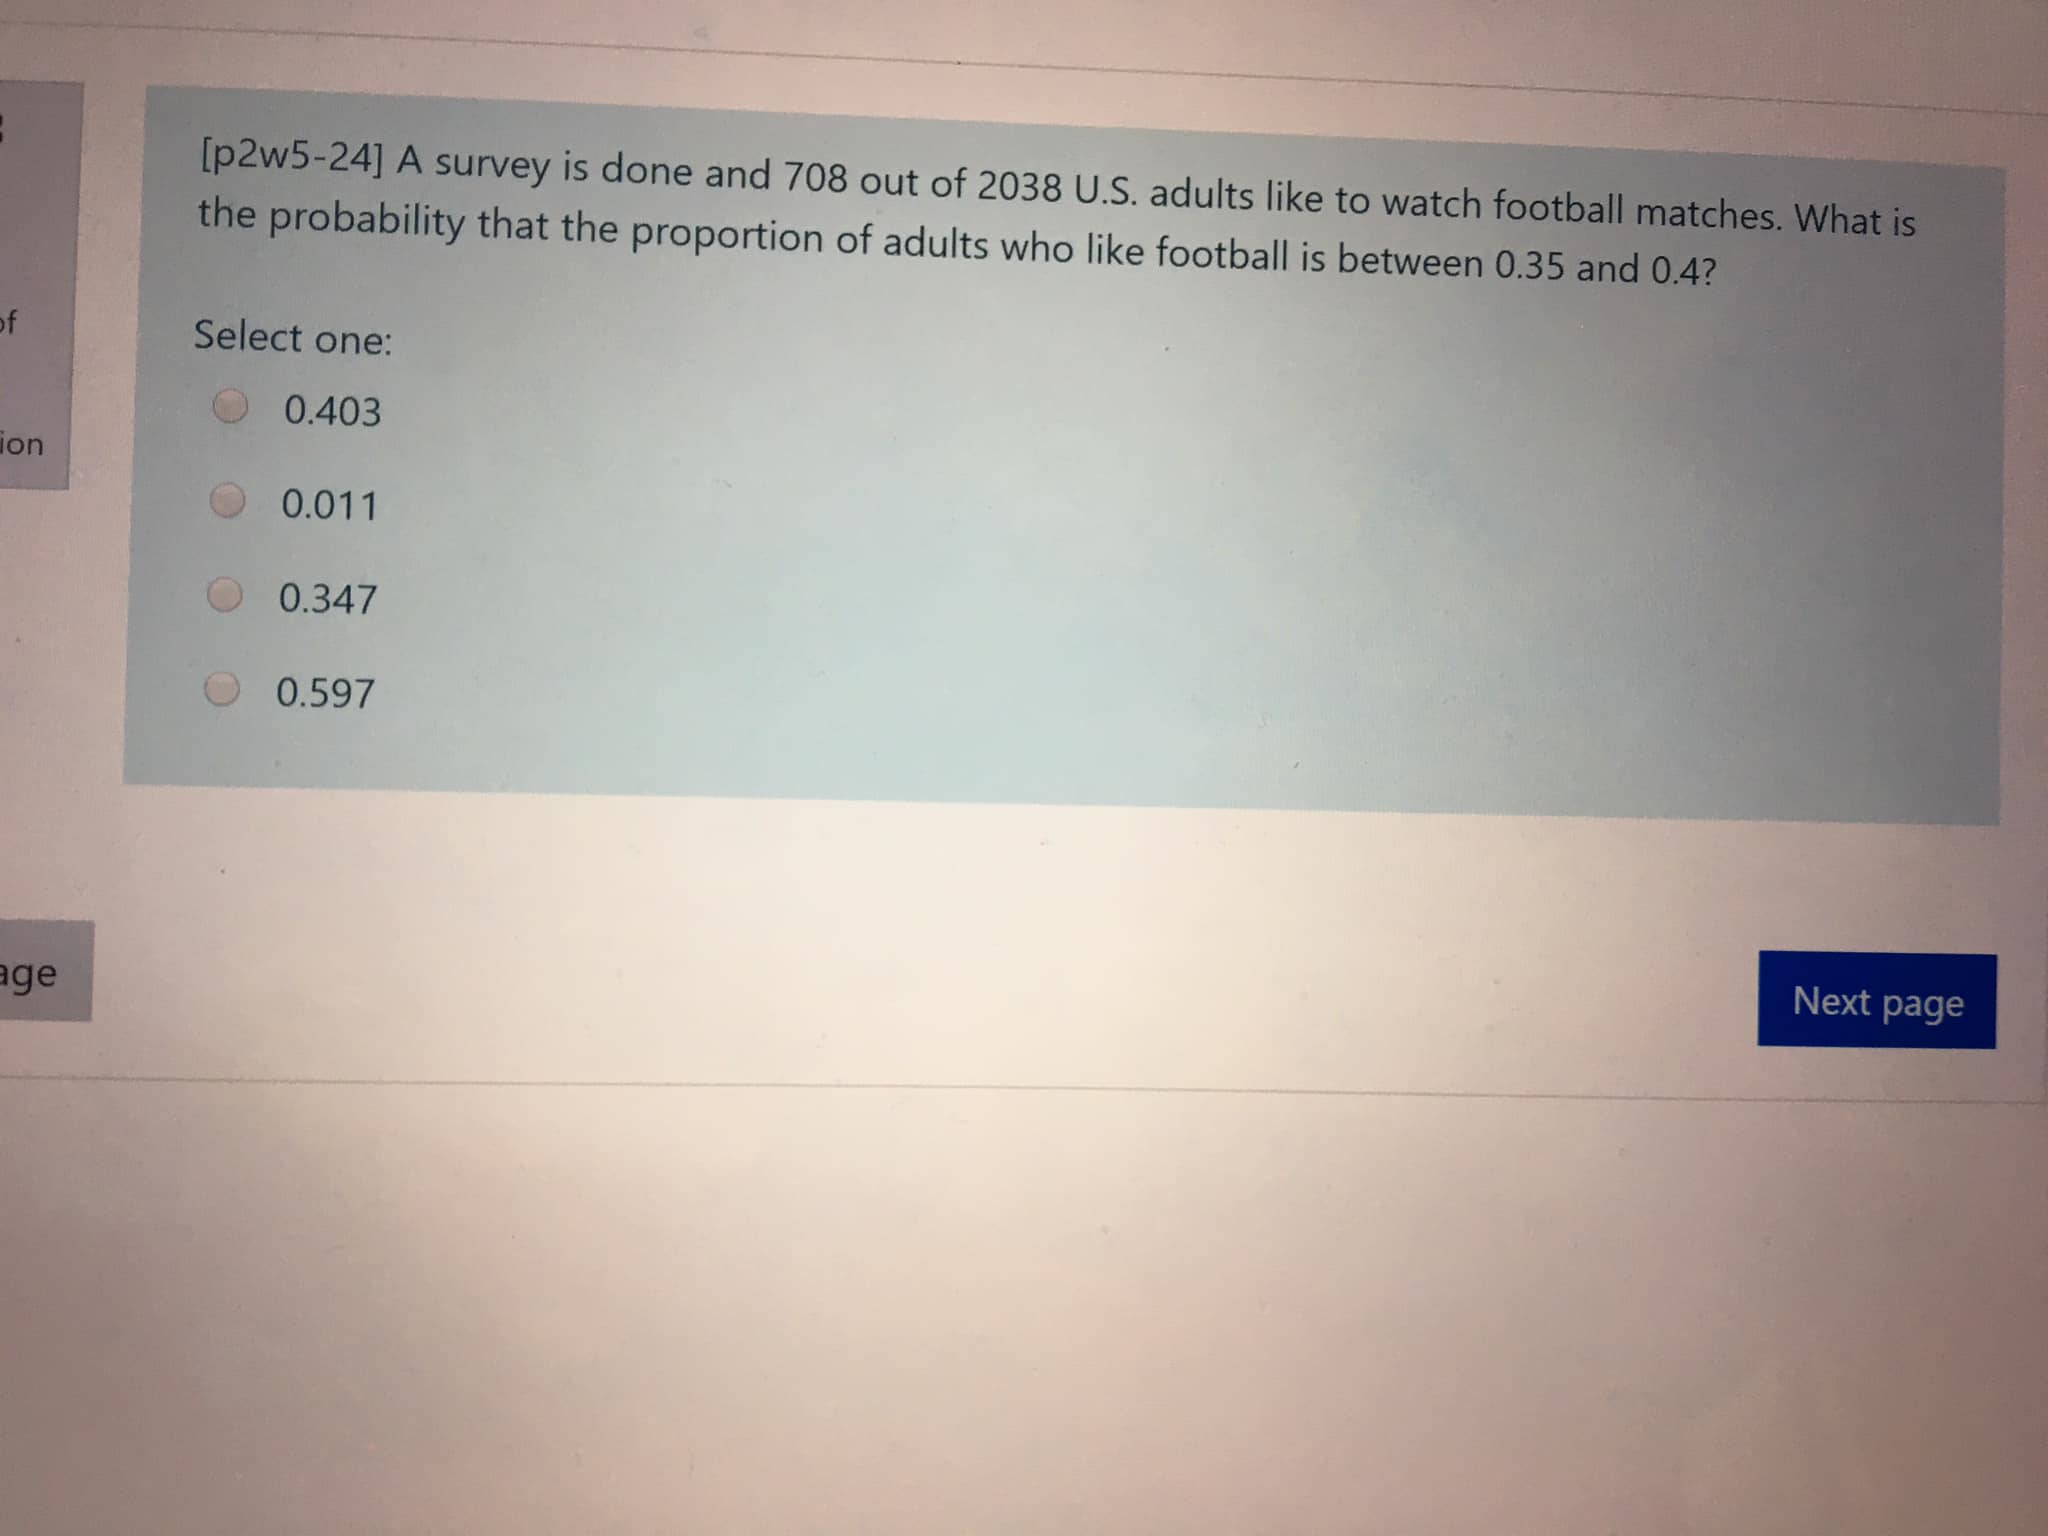 [p2w5-24] A survey is done and 708 out of 2038 U.S. adults like to watch football matches. What is
the probability that the proportion of adults who like football is between 0.35 and 0.4?
of
Select one:
0.403
ion
0.011
0.347
0.597
age
Next page